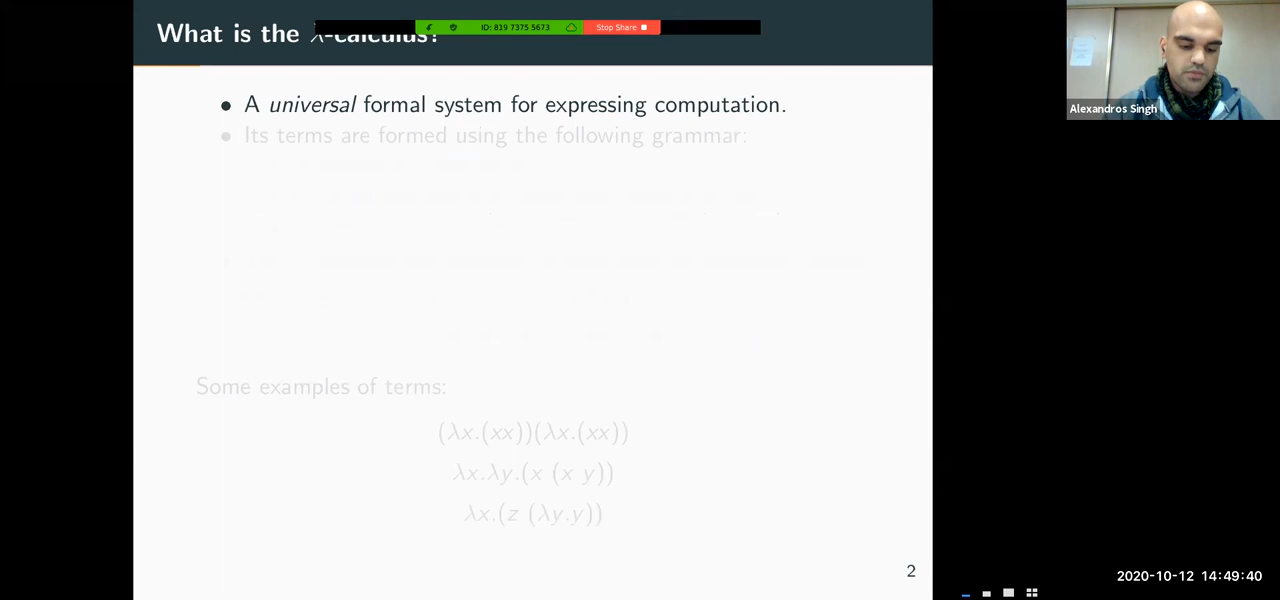 What is the λ-calculus?
ID: 819 7375 5673
Stop Share
Alexandros Singh
• A universal formal system for expressing computation.
• Its terms are formed using the following grammar:
Some examples of terms:
(λx.(xx))(λx.(xx))
λx.λy.(x (x y))
λx.(z (λy.y))
2
2020-10-12 14:49:40